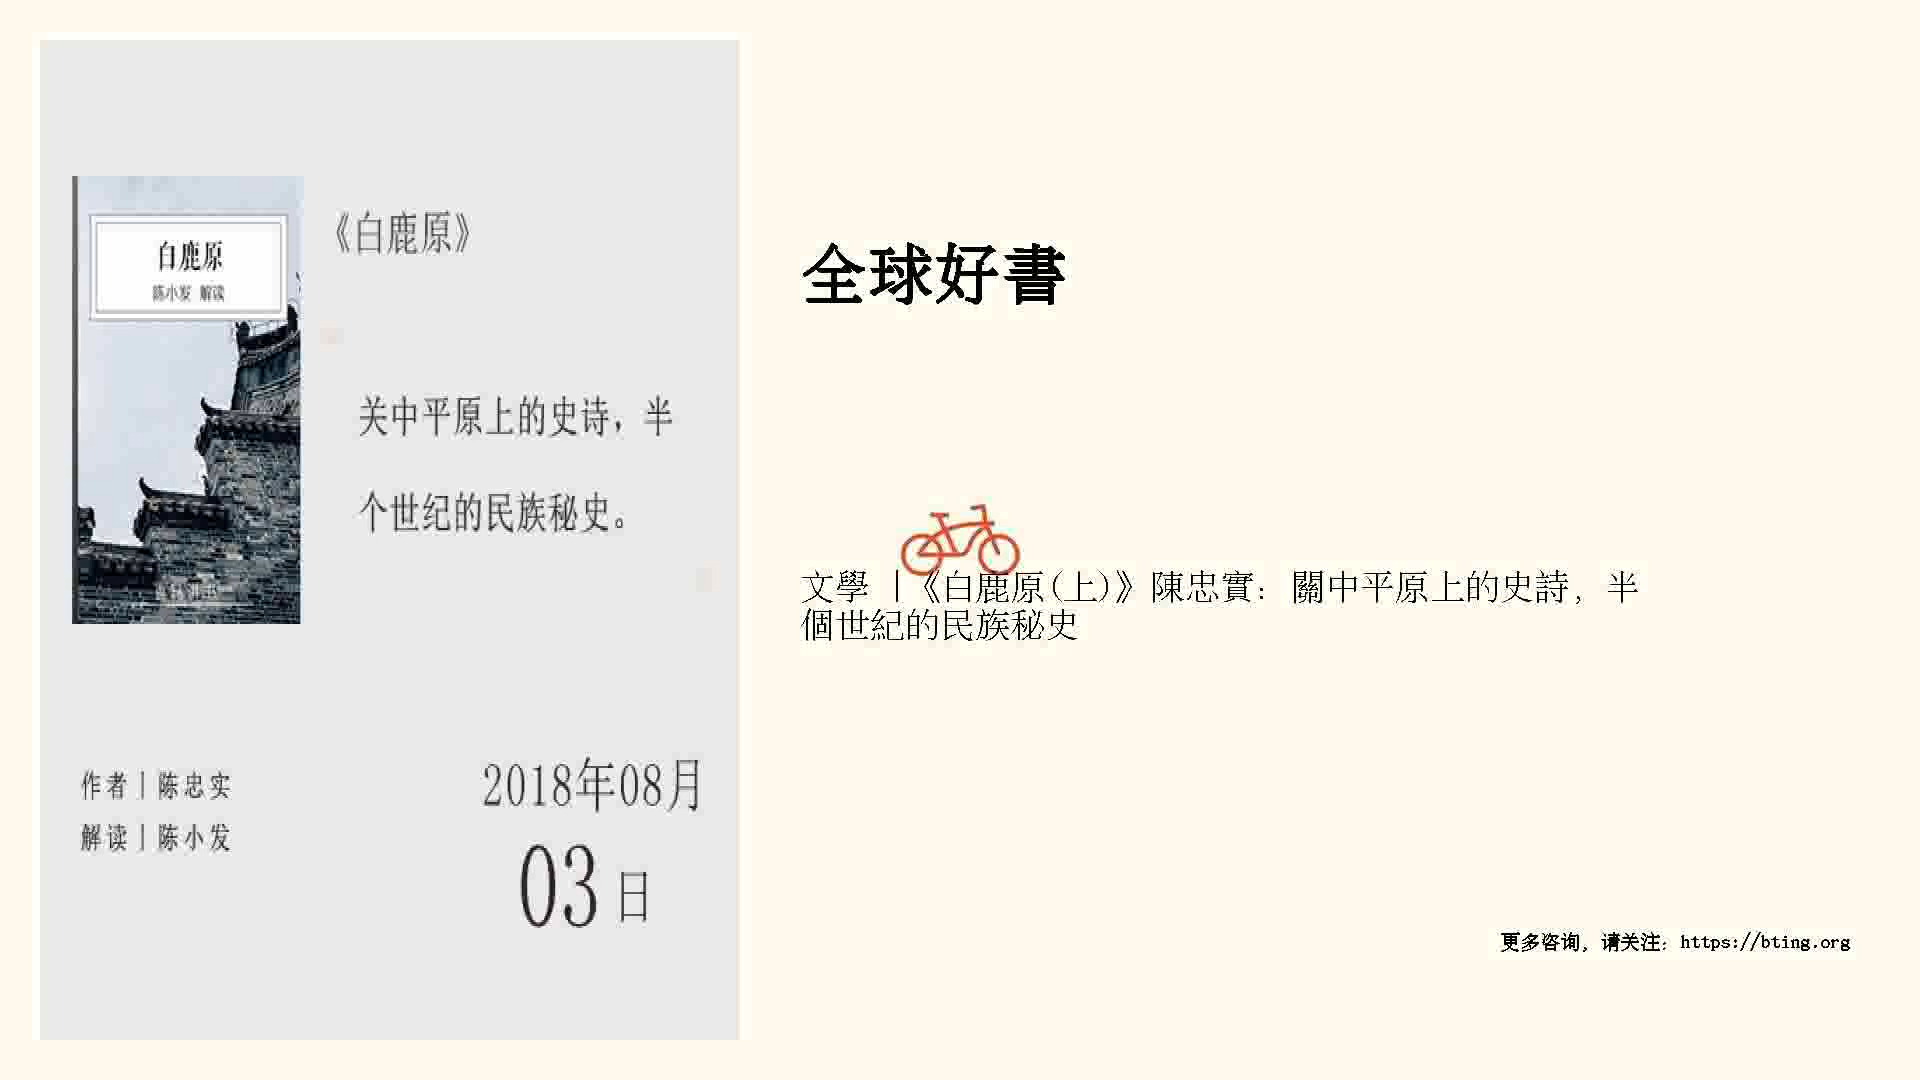 白鹿原
陈小发 解读
《白鹿原》
关中平原上的史诗，半
个世纪的民族秘史。
作者丨陈忠实
解读丨陈小发
2018年08月
03日
全球好書
文學 |《白鹿原(上)》陳忠實: 關中平原上的史詩, 半
個世紀的民族秘史
更多咨询, 请关注: https://bting.org